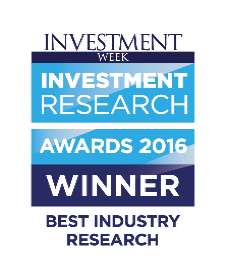 INVESTMENT
WEEK
INVESTMENT
RESEARCH
AWARDS 2016
WINNER
BEST INDUSTRY
RESEARCH